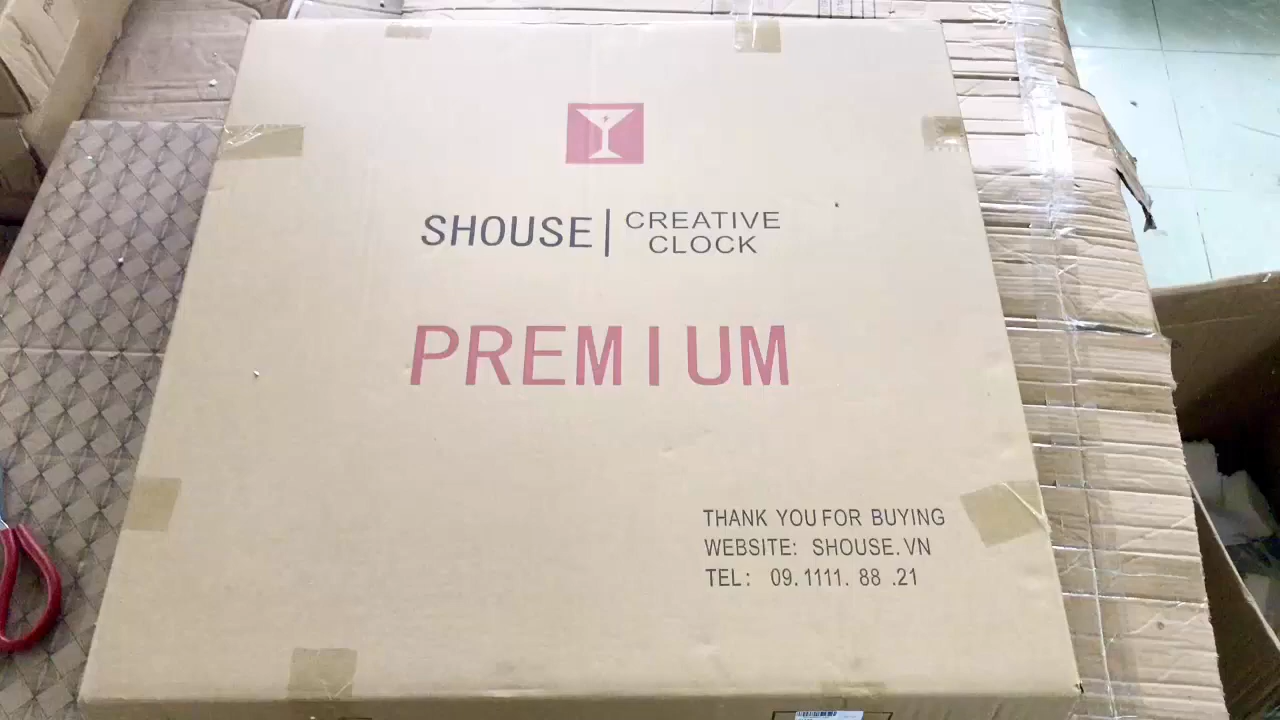 SHOUSE | CREATIVE
CLOCK
PREMIUM
THANK YOU FOR BUYING
WEBSITE: SHOUSE.VN
TEL: 09.1111. 88 .21